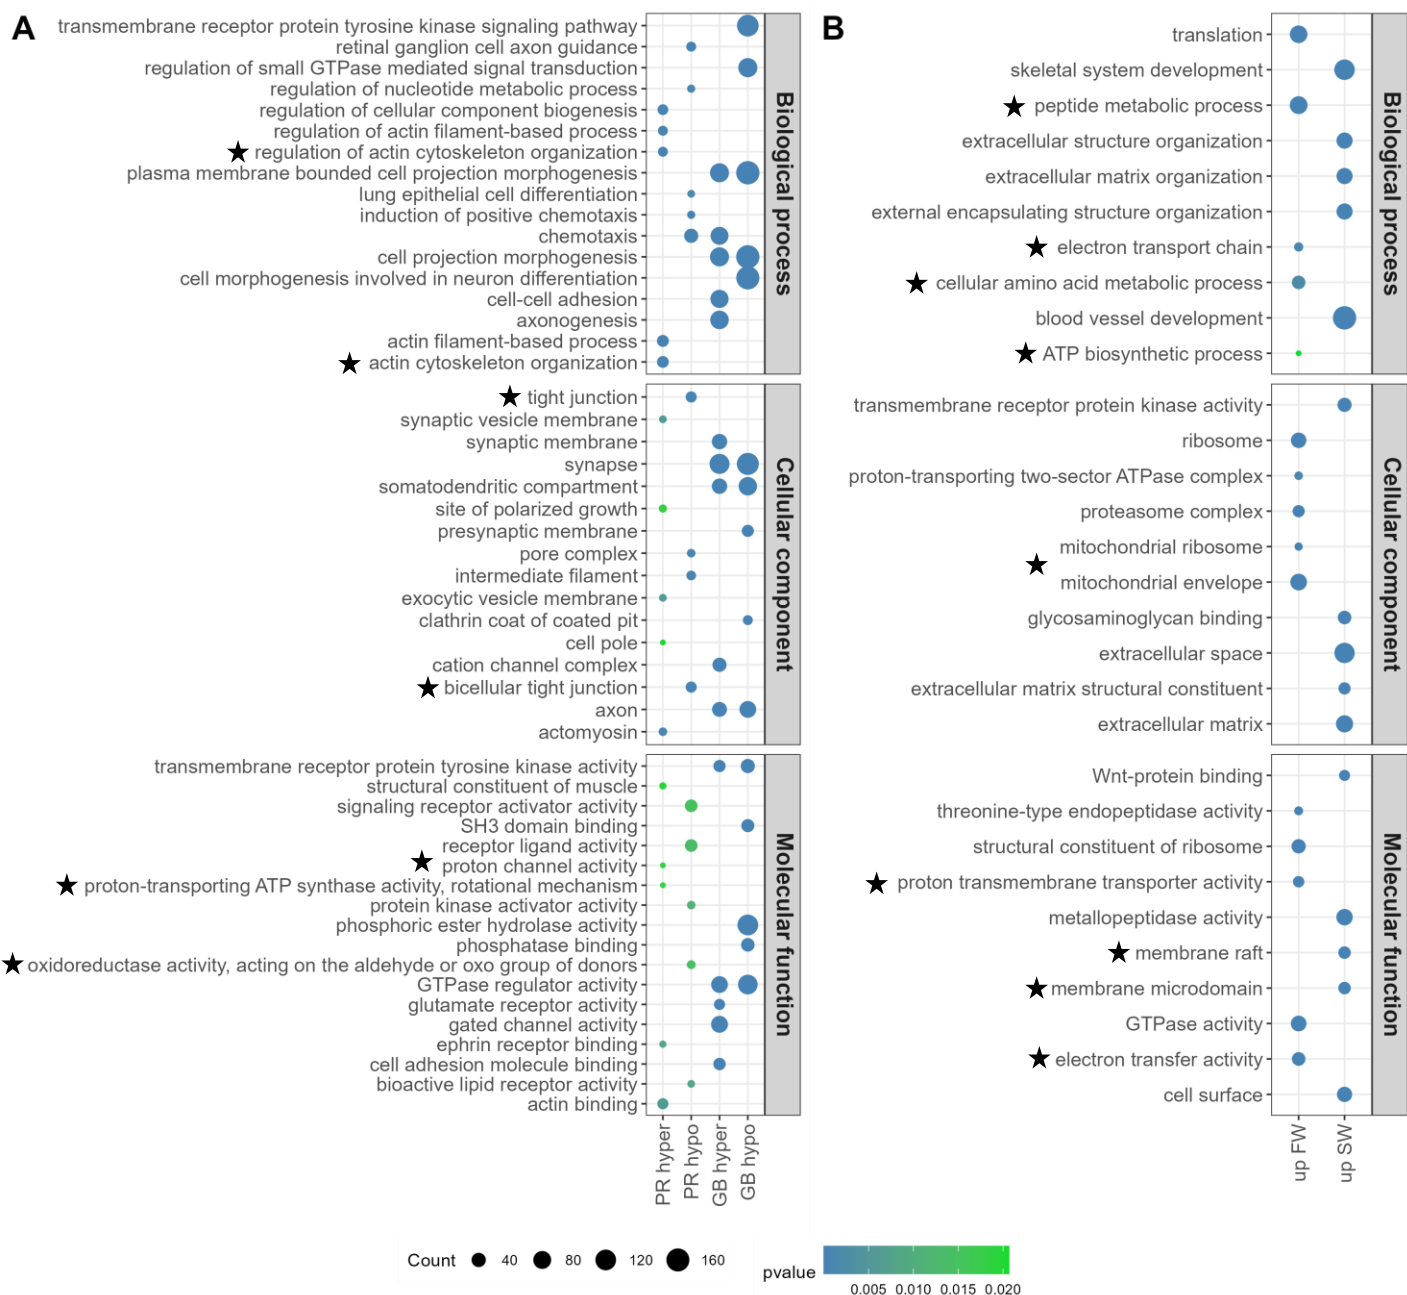 A
transmembrane receptor protein tyrosine kinase signaling pathway
retinal ganglion cell axon guidance
regulation of small GTPase mediated signal transduction
regulation of nucleotide metabolic process
regulation of cellular component biogenesis
regulation of actin filament-based process
regulation of actin cytoskeleton organization
plasma membrane bounded cell projection morphogenesis
lung epithelial cell differentiation
induction of positive chemotaxis
chemotaxis
cell projection morphogenesis
cell morphogenesis involved in neuron differentiation
cell-cell adhesion
axonogenesis
actin filament-based process
actin cytoskeleton organization
Biological process
tight junction
synaptic vesicle membrane
synaptic membrane
synapse
somatodendritic compartment
site of polarized growth
presynaptic membrane
pore complex
intermediate filament
exocytic vesicle membrane
clathrin coat of coated pit
cell pole
cation channel complex
bicellular tight junction
axon
actomyosin
Cellular component
transmembrane receptor protein tyrosine kinase activity
structural constituent of muscle
signaling receptor activator activity
SH3 domain binding
receptor ligand activity
proton channel activity
proton-transporting ATP synthase activity, rotational mechanism
protein kinase activator activity
phosphoric ester hydrolase activity
phosphatase binding
oxidoreductase activity, acting on the aldehyde or oxo group of donors
GTPase regulator activity
glutamate receptor activity
gated channel activity
ephrin receptor binding
cell adhesion molecule binding
bioactive lipid receptor activity
actin binding
Molecular function
PR hyper
PR hypo
GB hyper
GB hypo
B
translation
skeletal system development
peptide metabolic process
extracellular structure organization
extracellular matrix organization
external encapsulating structure organization
electron transport chain
cellular amino acid metabolic process
blood vessel development
ATP biosynthetic process
Biological process
transmembrane receptor protein kinase activity
ribosome
proton-transporting two-sector ATPase complex
proteasome complex
mitochondrial ribosome
mitochondrial envelope
glycosaminoglycan binding
extracellular space
extracellular matrix structural constituent
extracellular matrix
Cellular component
Wnt-protein binding
threonine-type endopeptidase activity
structural constituent of ribosome
proton transmembrane transporter activity
metallopeptidase activity
membrane raft
membrane microdomain
GTPase activity
electron transfer activity
cell surface
Molecular function
up FW
up SW
Count 40 80 120 160
pvalue
0.005 0.010 0.015 0.020